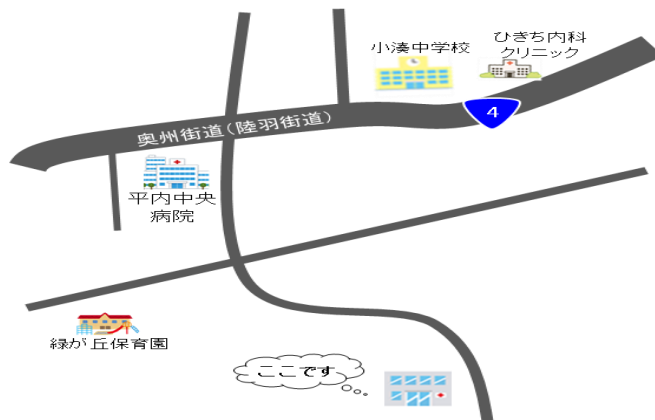 小湊中学校
ひきち内科
クリニック
4
奥州街道(陸羽街道)
平内中央
病院
緑が丘保育園
ここです